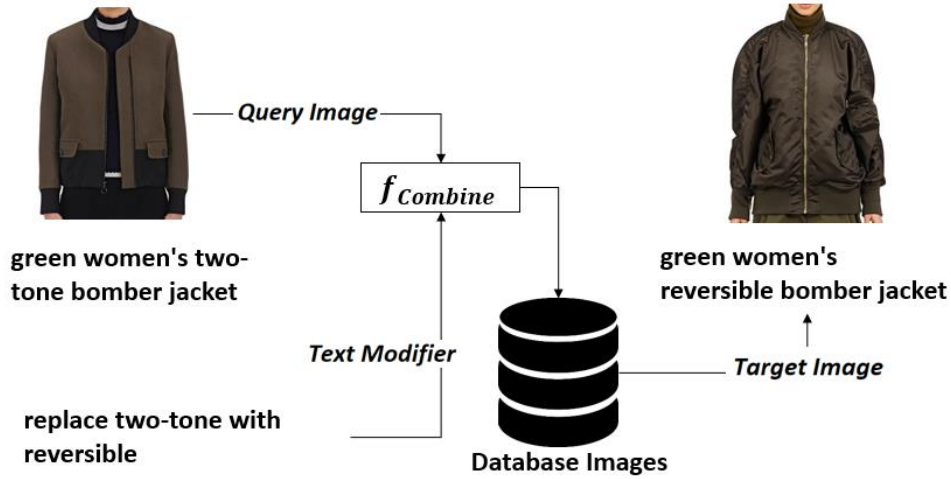 Query Image
f Combine
green women's two-
tone bomber jacket
green women's
reversible bomber jacket
Text Modifier
Target Image
replace two-tone with
reversible
Database Images